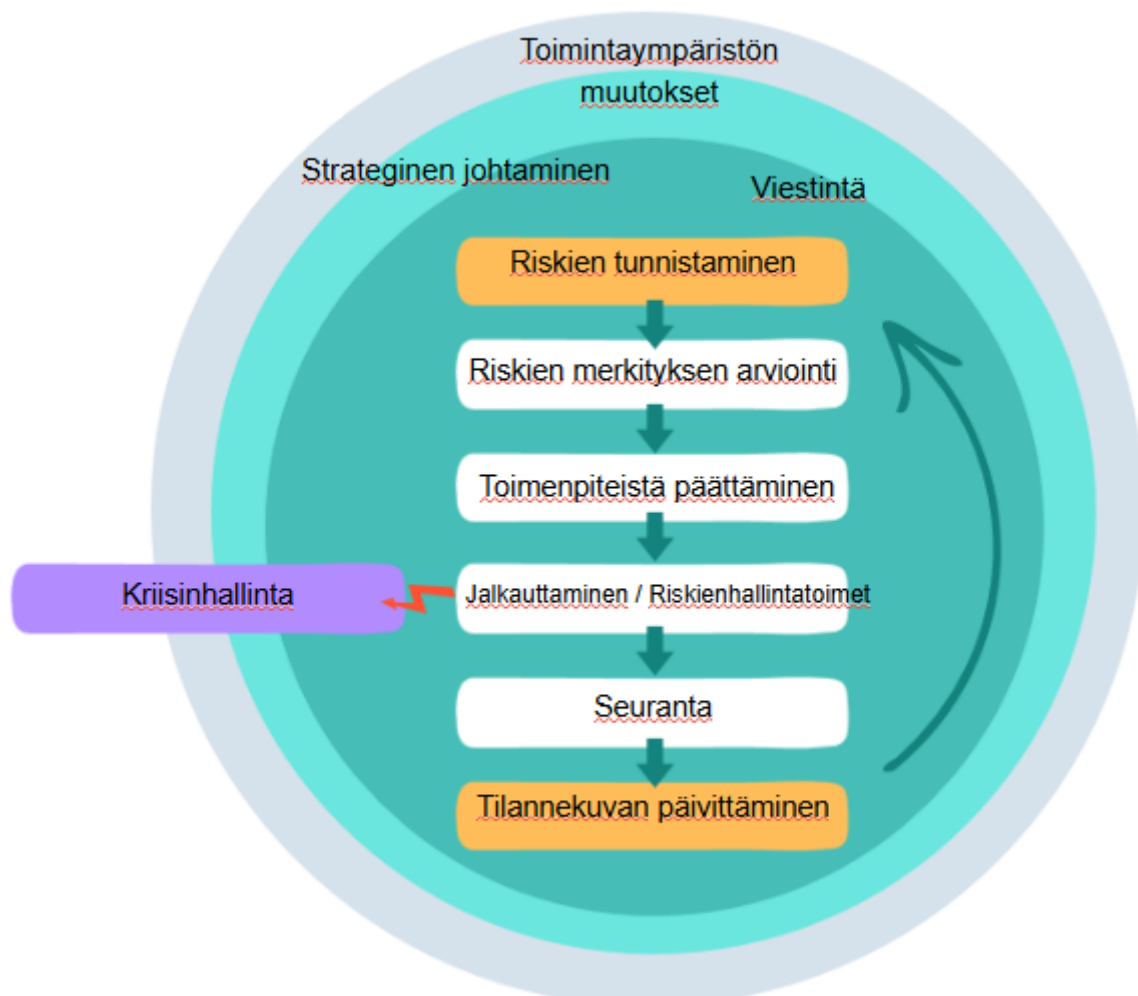 Toimintaympäristön
muutokset
Strateginen johtaminen
Viestintä
Riskien tunnistaminen
Riskien merkityksen arviointi
Toimenpiteistä päättäminen
Kriisinhallinta
Jalkauttaminen / Riskienhallintatoimet
Seuranta
Tilannekuvan päivittäminen